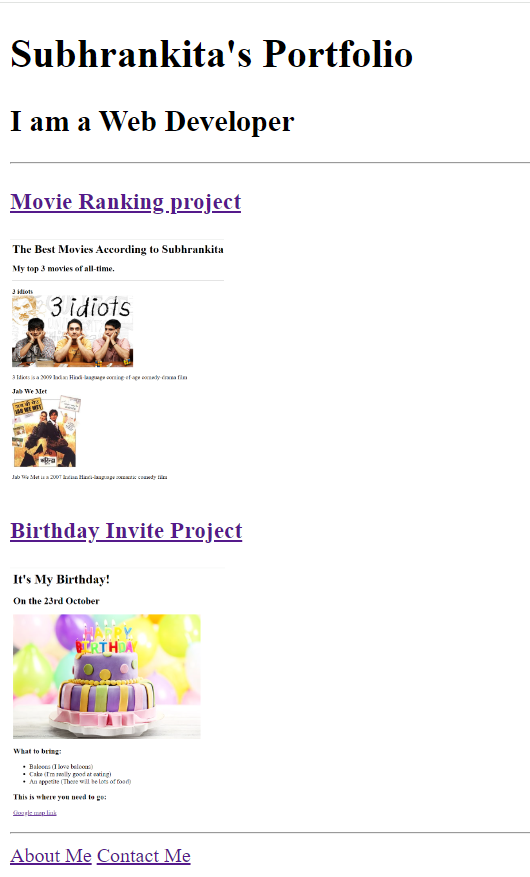 Subhrankita's Portfolio
I am a Web Developer
Movie Ranking project
The Best Movies According to Subhrankita
My top 3 movies of all-time.
3 idiots
3 idiots
3 Idiots is a 2009 Indian Hindi-language coming-of-age comedy-drama film
Jab We Met
JAB WE MET
Jab We Met is a 2007 Indian Hindi-language romantic comedy film
Birthday Invite Project
It's My Birthday!
On the 23rd October
HAPPY
BIRTHDAY
What to bring:
Baloons (I love baloons)
Cake (I'm really good at eating)
An appetite (There will be lots of food)
This is where you need to go:
Google map link
About Me Contact Me